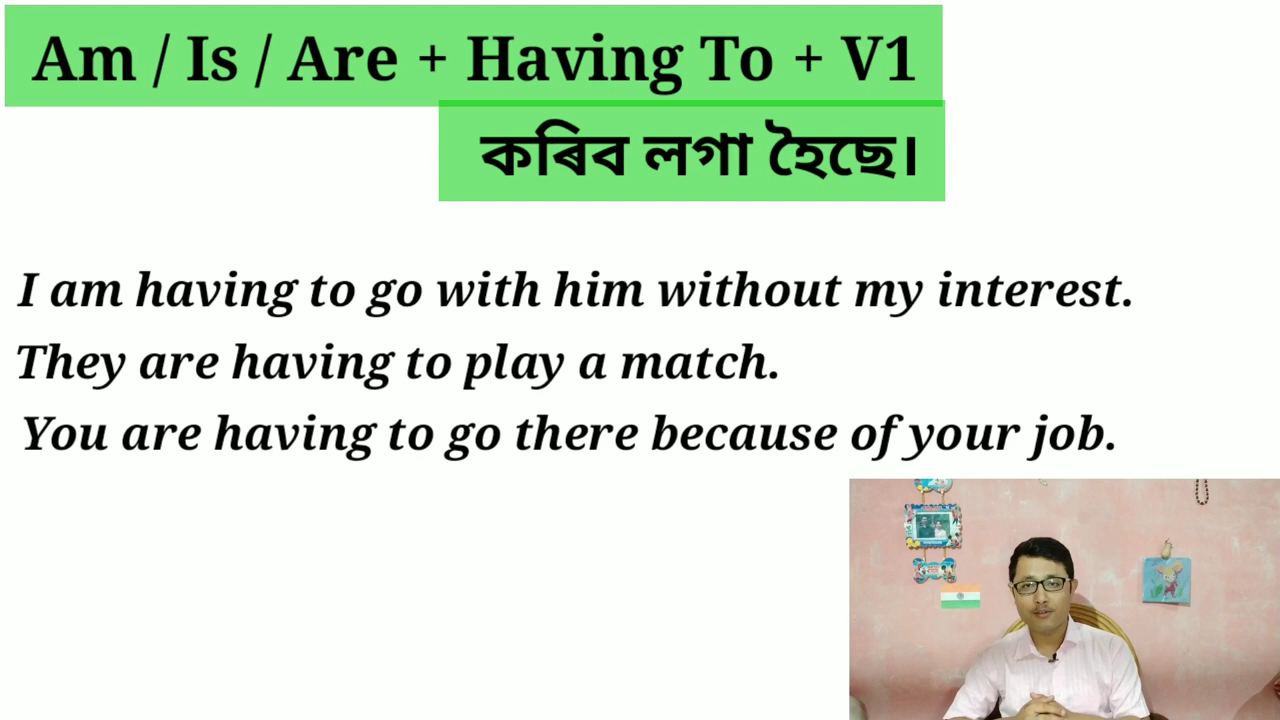 Am / Is / Are + Having To + V1
কৰিব লগা হৈছে।
I am having to go with him without my interest.
They are having to play a match.
You are having to go there because of your job.